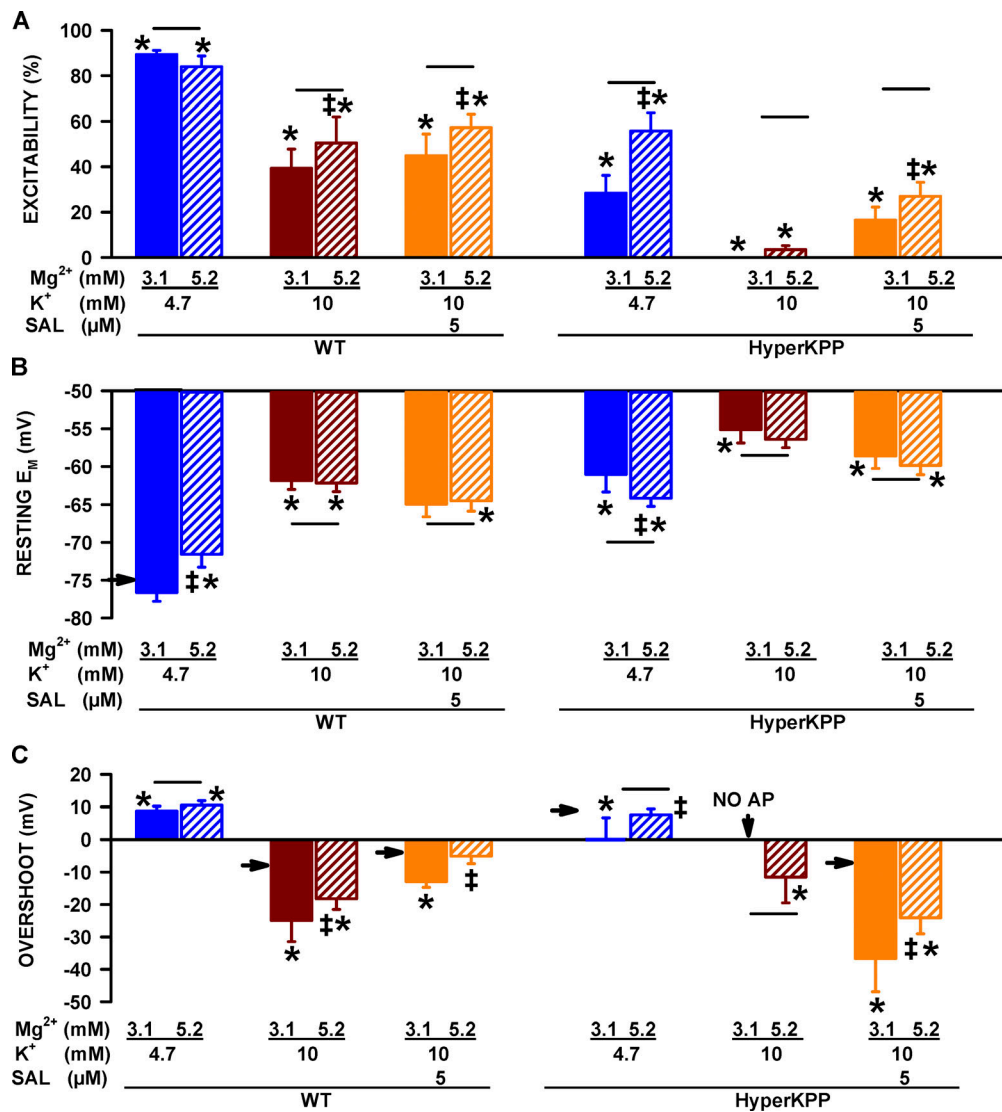 A
EXCITABILITY (%)
100
80
60
40
20
0
* * * ‡* * ‡* * ‡* * * * ‡*
Mg²⁺ (mM) 3.1 5.2 3.1 5.2 3.1 5.2 3.1 5.2 3.1 5.2 3.1 5.2
K⁺ (mM) 4.7 10 10 4.7 10 10
SAL (µM) 5 5
WT HyperKPP
B
RESTING E_M (mV)
-50
-55
-60
-65
-70
-75
-80
‡* * * * * ‡* * * *
Mg²⁺ (mM) 3.1 5.2 3.1 5.2 3.1 5.2 3.1 5.2 3.1 5.2 3.1 5.2
K⁺ (mM) 4.7 10 10 4.7 10 10
SAL (µM) 5 5
WT HyperKPP
C
OVERSHOOT (mV)
20
10
0
-10
-20
-30
-40
-50
NO AP
* * * ‡* * ‡ * ‡ * * ‡*
Mg²⁺ (mM) 3.1 5.2 3.1 5.2 3.1 5.2 3.1 5.2 3.1 5.2 3.1 5.2
K⁺ (mM) 4.7 10 10 4.7 10 10
SAL (µM) 5 5
WT HyperKPP